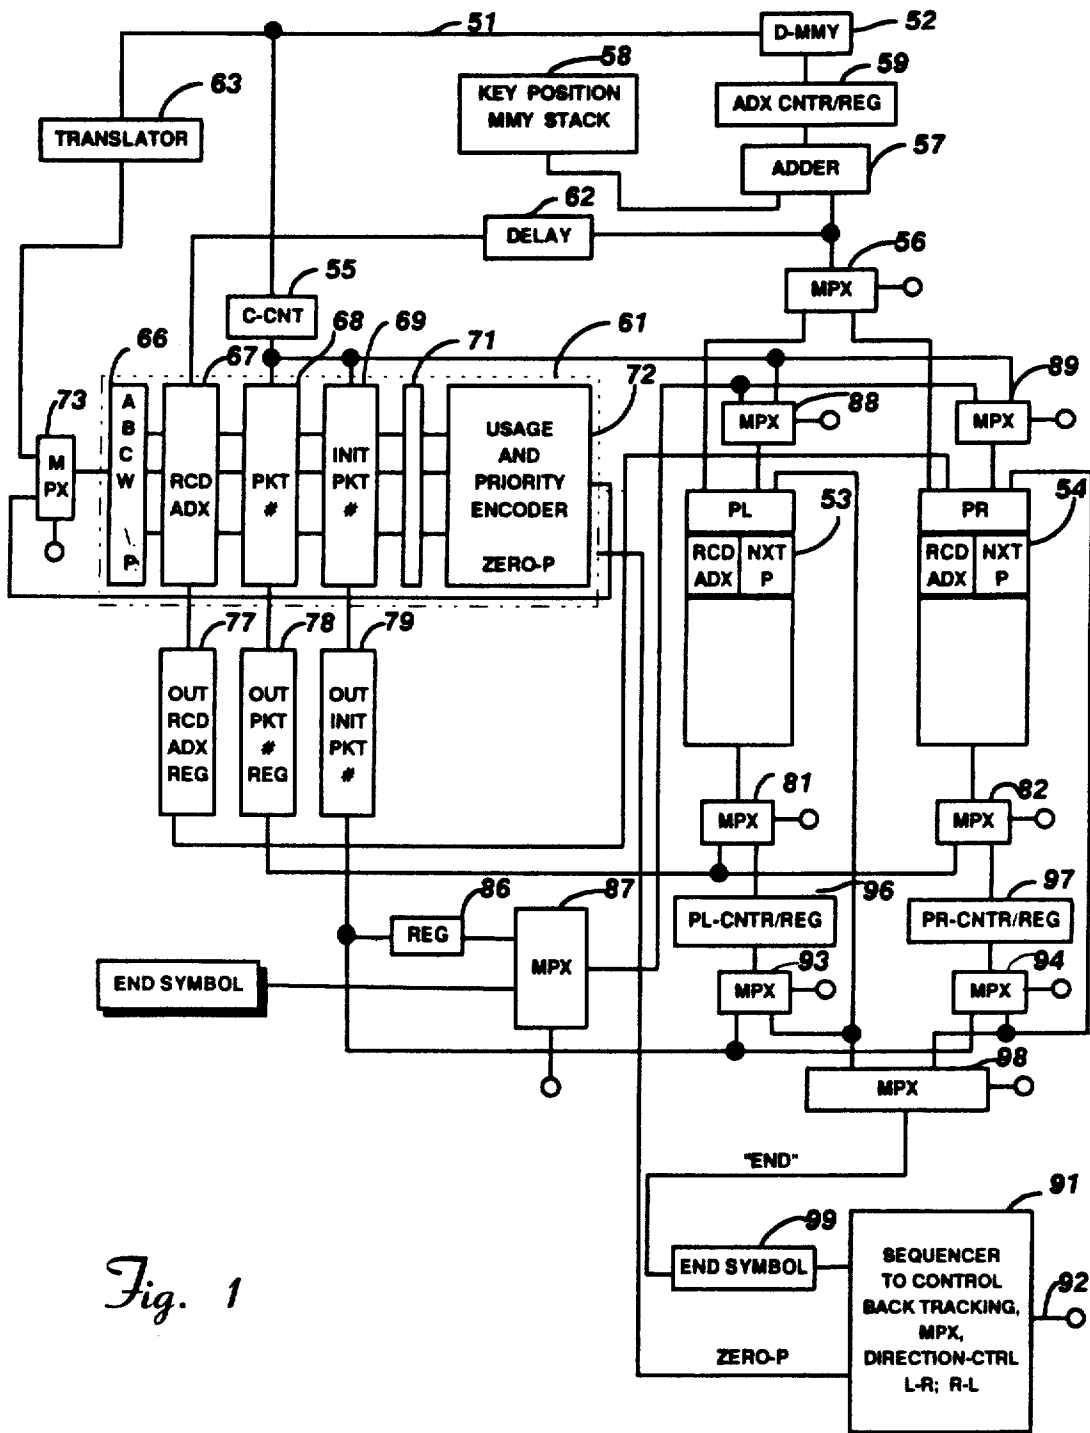 51
D-MMY
52
58
59
63
KEY POSITION
MMY STACK
ADX CNTR/REG
TRANSLATOR
57
ADDER
62
DELAY
56
MPX
55
C-CNT
66
67
68
69
71
61
72
73
A
B
C
W
\
P
M
PX
RCD
ADX
PKT
#
INIT
PKT
#
USAGE
AND
PRIORITY
ENCODER
ZERO-P
MPX
88
89
MPX
PL
53
PR
54
RCD
ADX
NXT
P
RCD
ADX
NXT
P
77
78
79
OUT
RCD
ADX
REG
OUT
PKT
#
REG
OUT
INIT
PKT
#
81
MPX
82
MPX
86
REG
87
MPX
96
PL-CNTR/REG
97
PR-CNTR/REG
END SYMBOL
93
MPX
94
MPX
98
MPX
"END"
91
99
END SYMBOL
SEQUENCER
TO CONTROL
BACK TRACKING,
MPX,
DIRECTION-CTRL
L-R; R-L
92
ZERO-P
Fig. 1